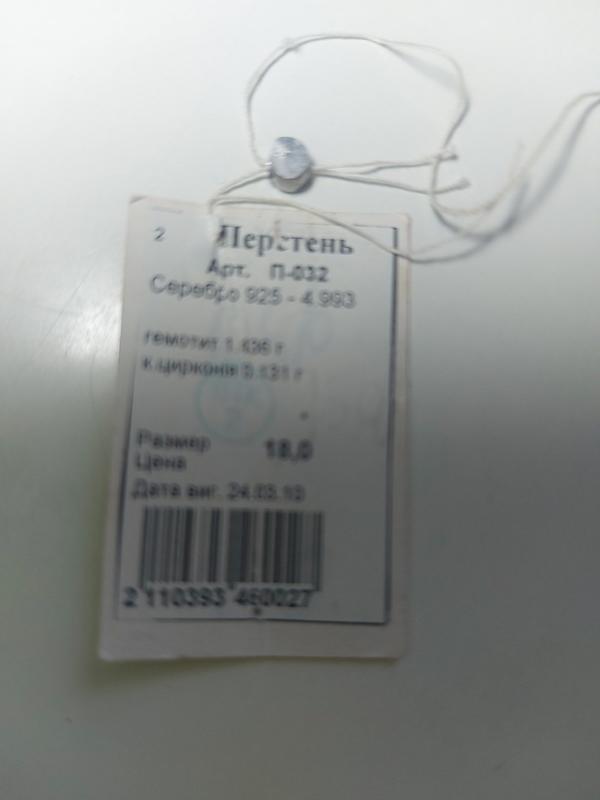 2 Перстень
Арт. П-032
Серебро 925 - 4.993
гемотит 1.436 г
к.цирконія 0.131 г
Размер 18,0
Цена
Дата виг. 24.03.10
2 110393 460027